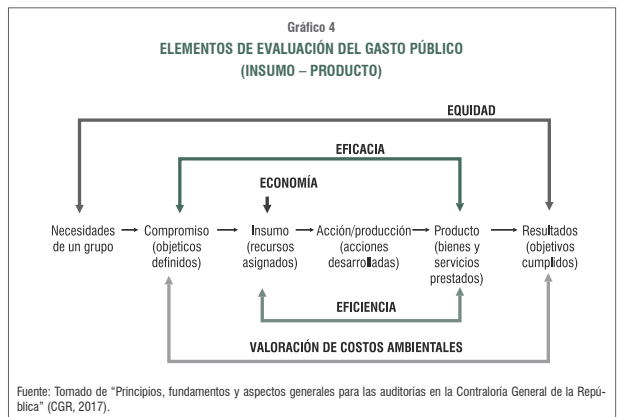 Gráfico 4
ELEMENTOS DE EVALUACIÓN DEL GASTO PÚBLICO
(INSUMO – PRODUCTO)
EQUIDAD
EFICACIA
ECONOMÍA
Necesidades
de un grupo
Compromiso
(objeticos
definidos)
Insumo
(recursos
asignados)
Acción/producción
(acciones
desarrolladas)
Producto
(bienes y
servicios
prestados)
Resultados
(objetivos
cumplidos)
EFICIENCIA
VALORACIÓN DE COSTOS AMBIENTALES
Fuente: Tomado de “Principios, fundamentos y aspectos generales para las auditorías en la Contraloría General de la Repú-
blica” (CGR, 2017).